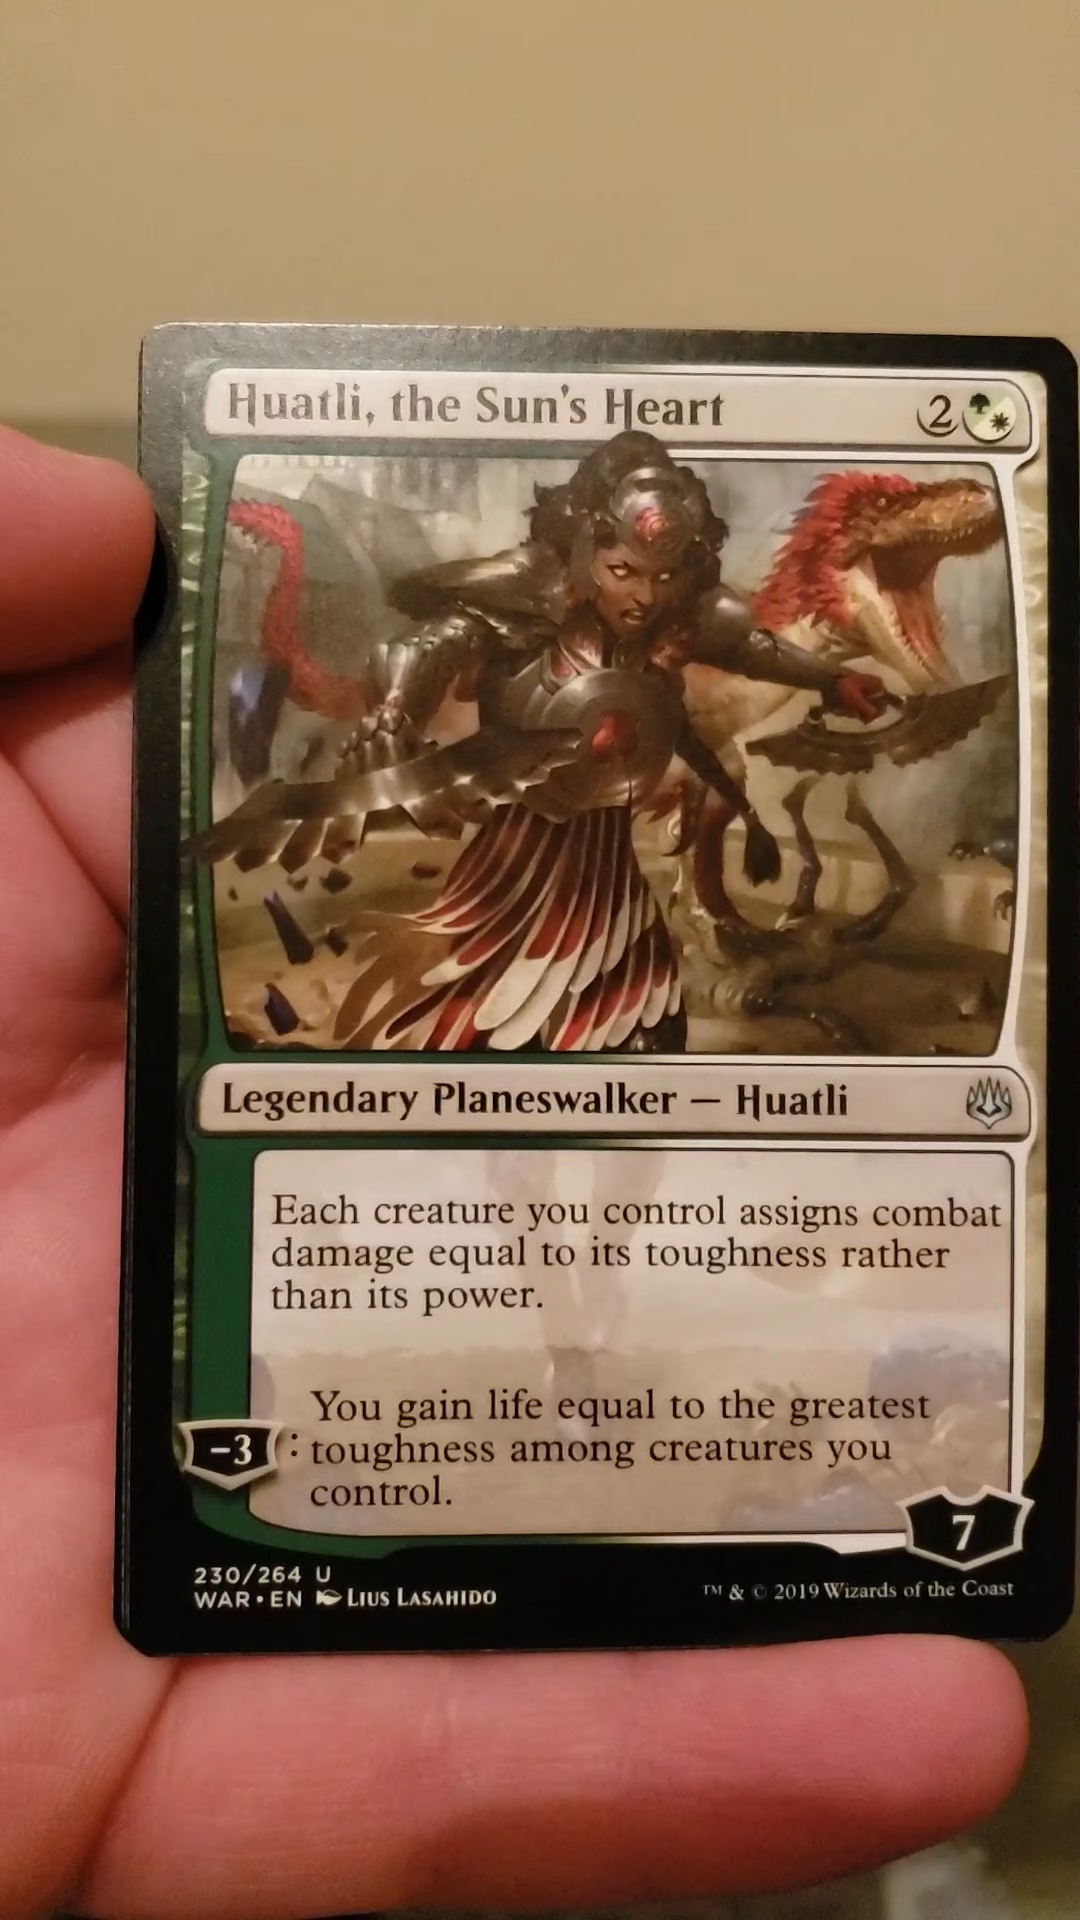 Huatli, the Sun's Heart 2
Legendary Planeswalker — Huatli
Each creature you control assigns combat
damage equal to its toughness rather
than its power.
You gain life equal to the greatest
-3 : toughness among creatures you
control.
7
230/264 U
WAR • EN Lius Lasahido
™ & © 2019 Wizards of the Coast